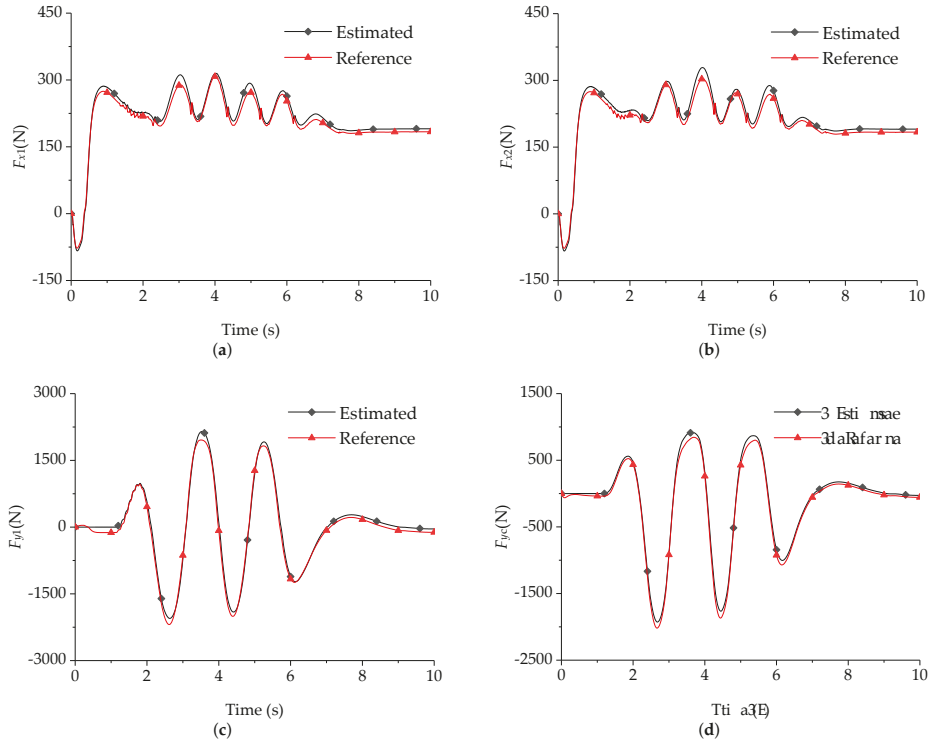 450
300
150
0
-150
Fx1(N)
Estimated
Reference
0 2 4 6 8 10
Time (s)
(a)
450
300
150
0
-150
Fx2(N)
Estimated
Reference
0 2 4 6 8 10
Time (s)
(b)
3000
1500
0
-1500
-3000
Fy1(N)
Estimated
Reference
0 2 4 6 8 10
Time (s)
(c)
1500
500
-500
-1500
-2500
Fyc(N)
0 2 4 6 8 10
(d)